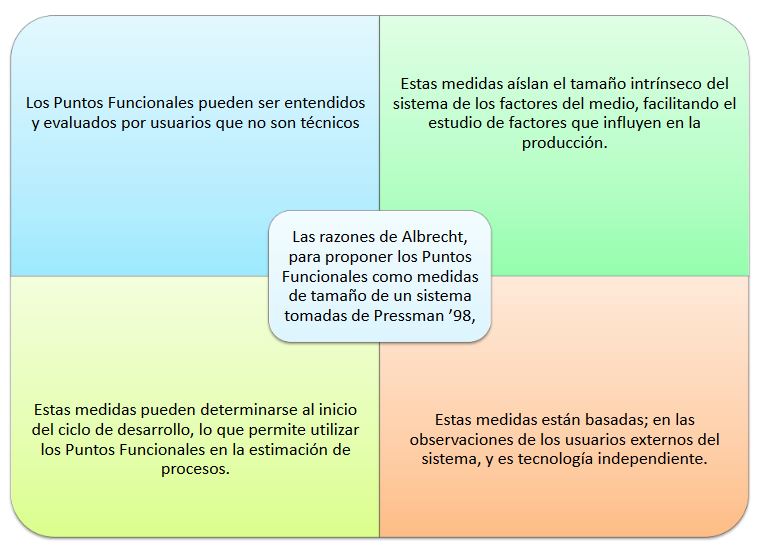 Los Puntos Funcionales pueden ser entendidos
y evaluados por usuarios que no son técnicos
Estas medidas aíslan el tamaño intrínseco del
sistema de los factores del medio, facilitando el
estudio de factores que influyen en la
producción.
Las razones de Albrecht,
para proponer los Puntos
Funcionales como medidas
de tamaño de un sistema
tomadas de Pressman ’98,
Estas medidas pueden determinarse al inicio
del ciclo de desarrollo, lo que permite utilizar
los Puntos Funcionales en la estimación de
procesos.
Estas medidas están basadas; en las
observaciones de los usuarios externos del
sistema, y es tecnología independiente.